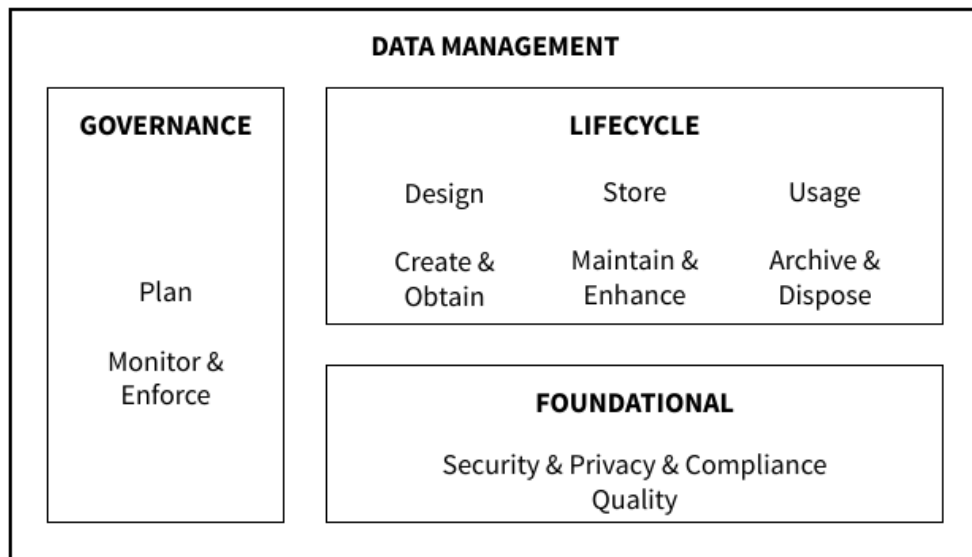 DATA MANAGEMENT
GOVERNANCE
Plan
Monitor &
Enforce
LIFECYCLE
Design
Store
Usage
Create &
Obtain
Maintain &
Enhance
Archive &
Dispose
FOUNDATIONAL
Security & Privacy & Compliance
Quality